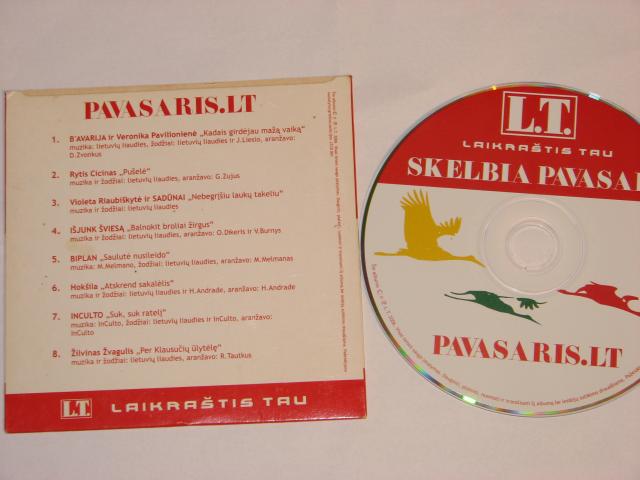 PAVASARIS.LT
1. B'AVARIJA ir Veronika Povilionienė „Kadais girdėjau mažą vaiką“
muzika: lietuvių liaudies, žodžiai: lietuvių liaudies ir J.Liesio, aranžavo:
D.Zvonkus
2. Rytis Cicinas „Pušelė“
muzika ir žodžiai: lietuvių liaudies, aranžavo: G.Zujus
3. Violeta Riaubiškytė ir SADŪNAI „Nebegrįšiu laukų takeliu“
muzika ir žodžiai: lietuvių liaudies
4. IŠJUNK ŠVIESĄ „Balnokit broliai žirgus“
muzika ir žodžiai: lietuvių liaudies, aranžavo: O.Dikeris ir V.Burnys
5. BIPLAN „Saulutė nusileido“
muzika: M.Melmano, žodžiai: lietuvių liaudies, aranžavo: M.Melmanas
6. Hokšila „Atskrend sakalėlis“
muzika ir žodžiai: lietuvių liaudies ir H.Andrade, aranžavo: H.Andrade
7. INCULTO „Suk, suk ratelį“
muzika: InCulto, žodžiai: lietuvių liaudies ir InCulto, aranžavo:
InCulto
8. Žilvinas Žvagulis „Per Klausučių ūlytėlę“
muzika ir žodžiai: lietuvių liaudies, aranžavo: R.Tautkus
L.T. LAIKRAŠTIS TAU
L.T.
LAIKRAŠTIS TAU
SKELBIA PAVASAR
PAVASARIS.LT